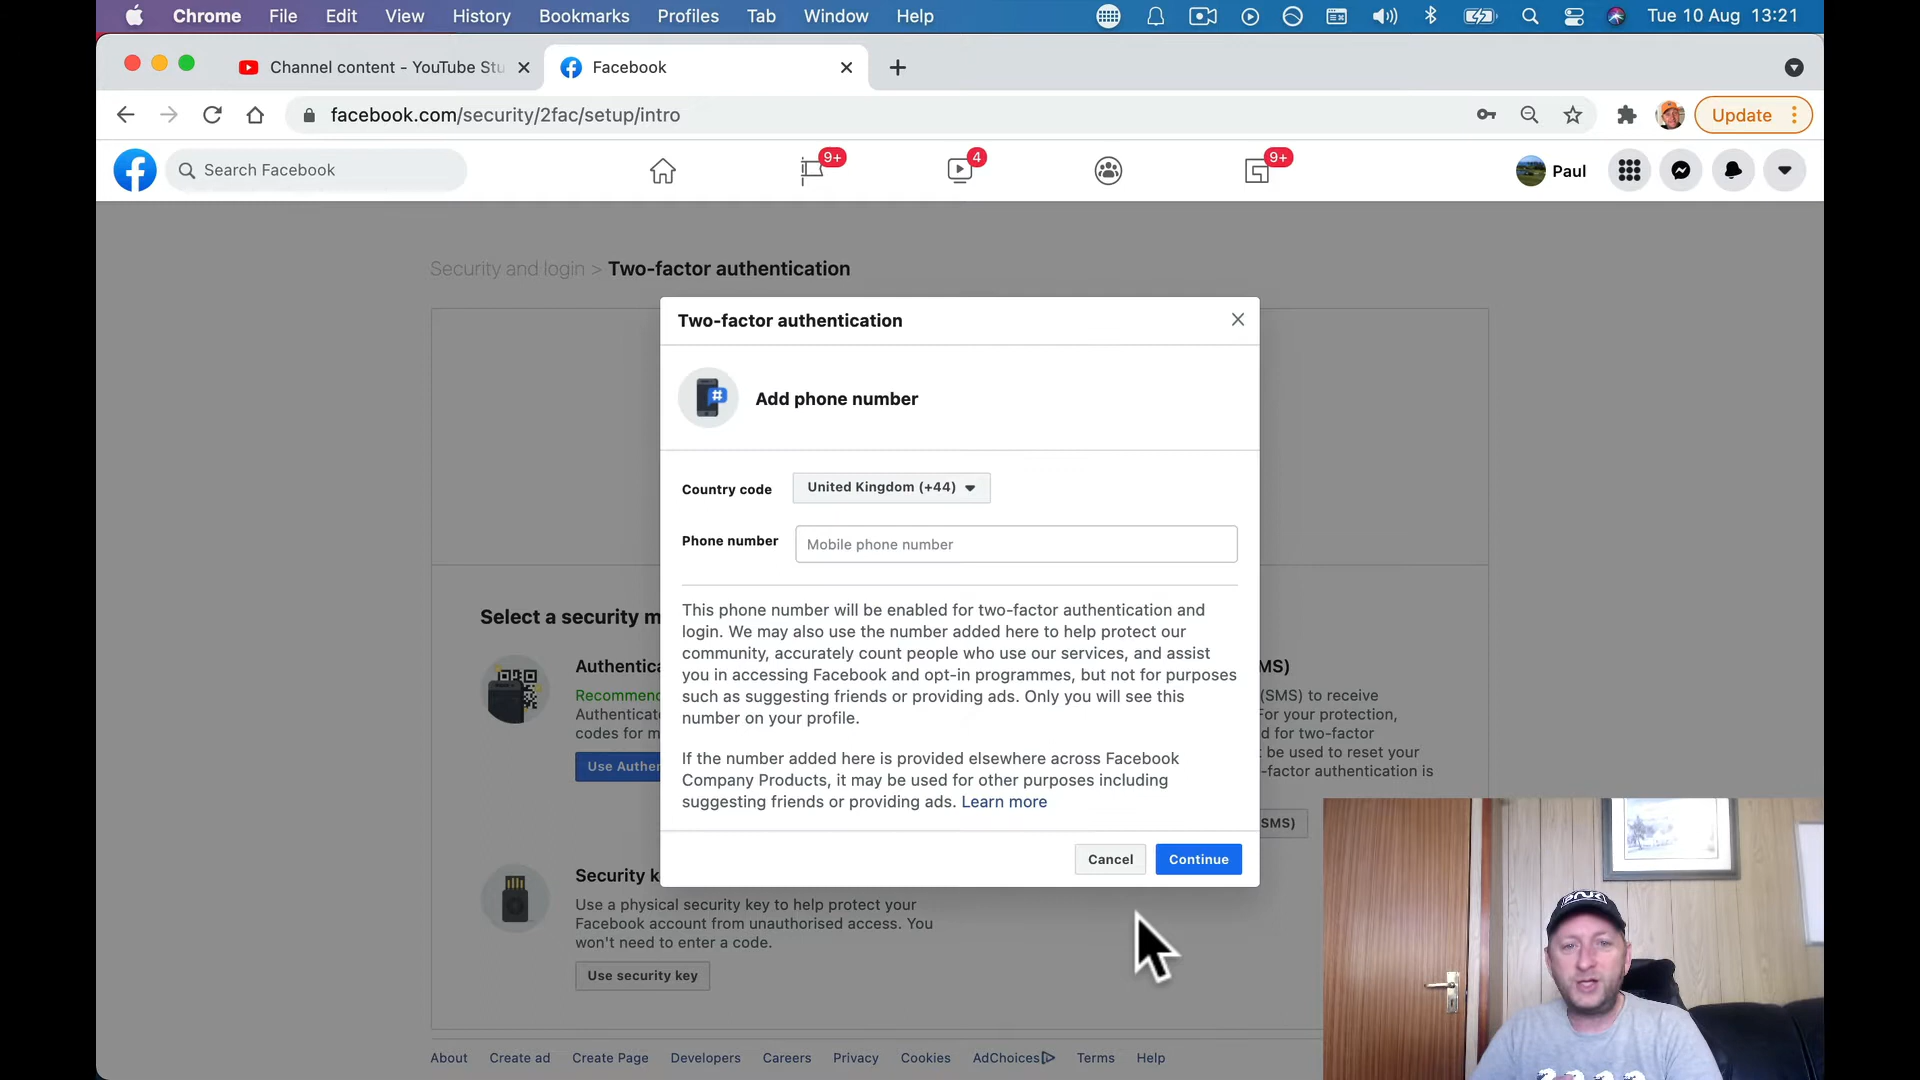 Chrome File Edit View History Bookmarks Profiles Tab Window Help Tue 10 Aug 13:21
Channel content - YouTube Stu
Facebook
facebook.com/security/2fac/setup/intro
Update
Search Facebook
9+
4
9+
Paul
Security and login > Two-factor authentication
Two-factor authentication
Add phone number
Country code
United Kingdom (+44)
Phone number
Mobile phone number
This phone number will be enabled for two-factor authentication and
login. We may also use the number added here to help protect our
community, accurately count people who use our services, and assist
you in accessing Facebook and opt-in programmes, but not for purposes
such as suggesting friends or providing ads. Only you will see this
number on your profile.
If the number added here is provided elsewhere across Facebook
Company Products, it may be used for other purposes including
suggesting friends or providing ads. Learn more
Cancel
Continue
Select a security m
Authentica
Recommen
Authenticat
codes for m
Use Authen
MS)
(SMS) to receive
For your protection,
d for two-factor
be used to reset your
-factor authentication is
SMS)
Security k
Use a physical security key to help protect your
Facebook account from unauthorised access. You
won't need to enter a code.
Use security key
About Create ad Create Page Developers Careers Privacy Cookies AdChoices Terms Help